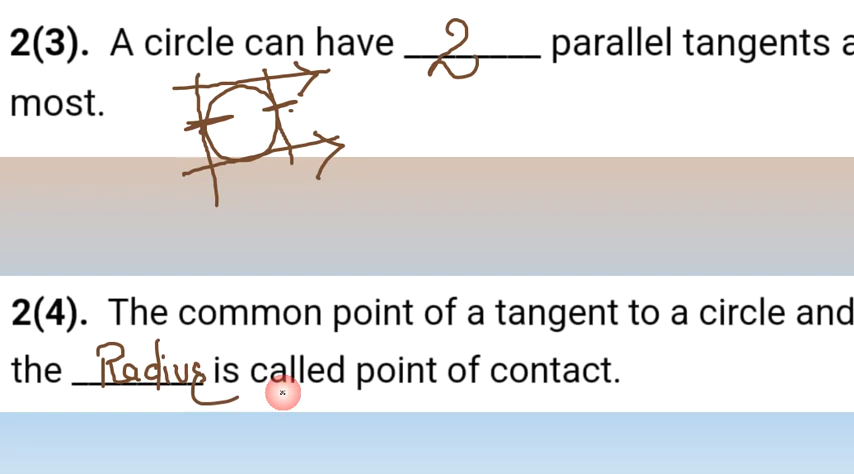 2(3). A circle can have 2 parallel tangents a
most.
2(4). The common point of a tangent to a circle and
the Radius is called point of contact.